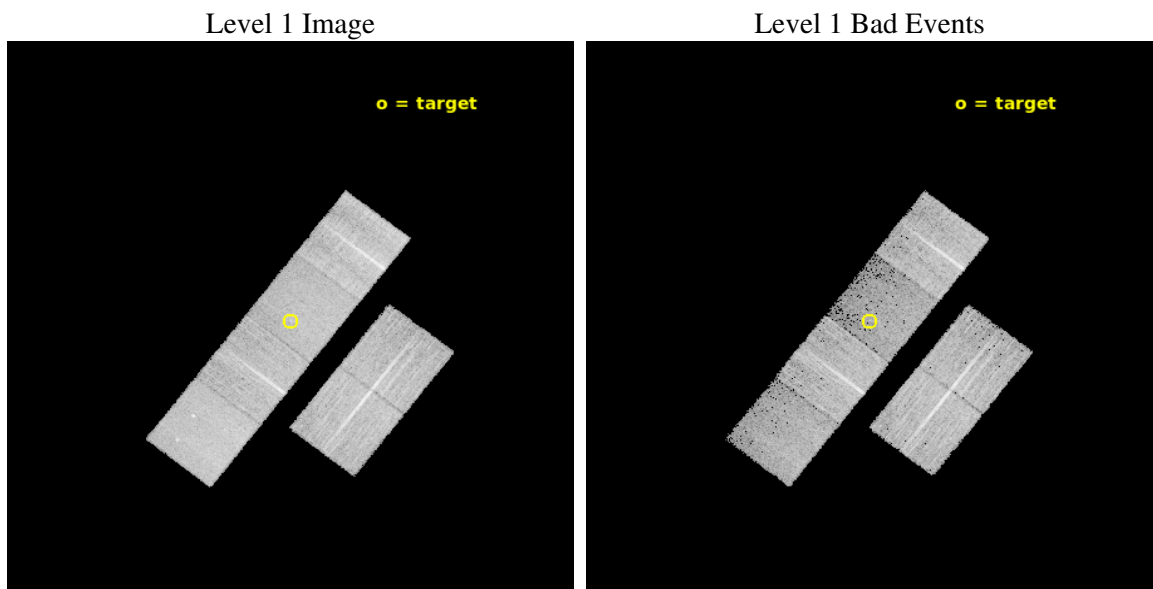 Level 1 Image
Level 1 Bad Events
o = target
o = target